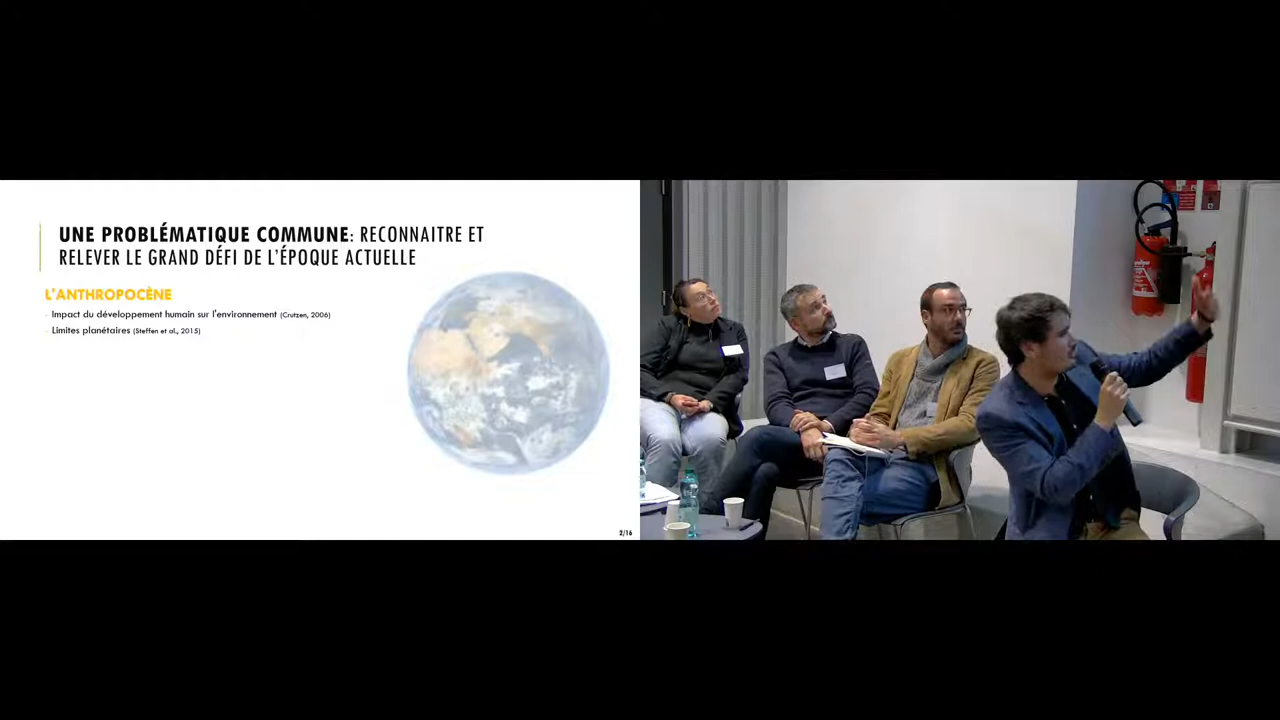 UNE PROBLÉMATIQUE COMMUNE: RECONNAITRE ET
RELEVER LE GRAND DÉFI DE L'ÉPOQUE ACTUELLE
L'ANTHROPOCÈNE
- Impact du développement humain sur l'environnement (Crutzen, 2006)
- Limites planétaires (Steffen et al., 2015)
2/16